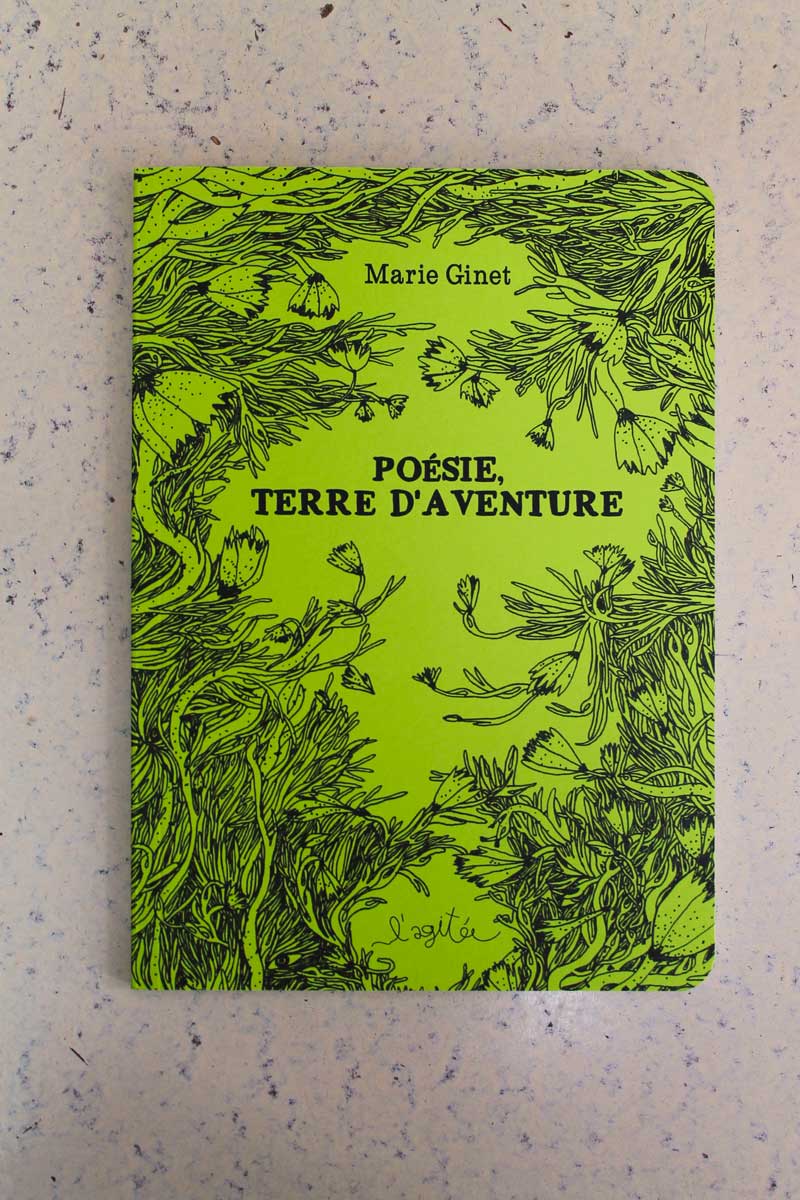 Marie Ginet
POÉSIE,
TERRE D'AVENTURE
l'agitée